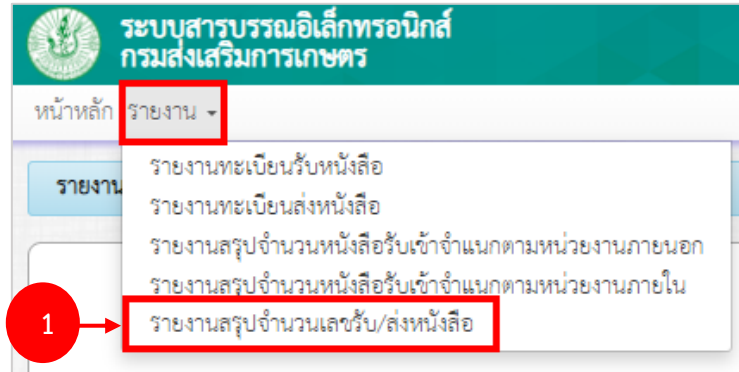 ระบบสารบรรณอิเล็กทรอนิกส์
กรมส่งเสริมการเกษตร
หน้าหลัก รายงาน
รายงาน
รายงานทะเบียนรับหนังสือ
รายงานทะเบียนส่งหนังสือ
รายงานสรุปจำนวนหนังสือรับเข้าจำแนกตามหน่วยงานภายนอก
รายงานสรุปจำนวนหนังสือรับเข้าจำแนกตามหน่วยงานภายใน
1 รายงานสรุปจำนวนเลขรับ/ส่งหนังสือ